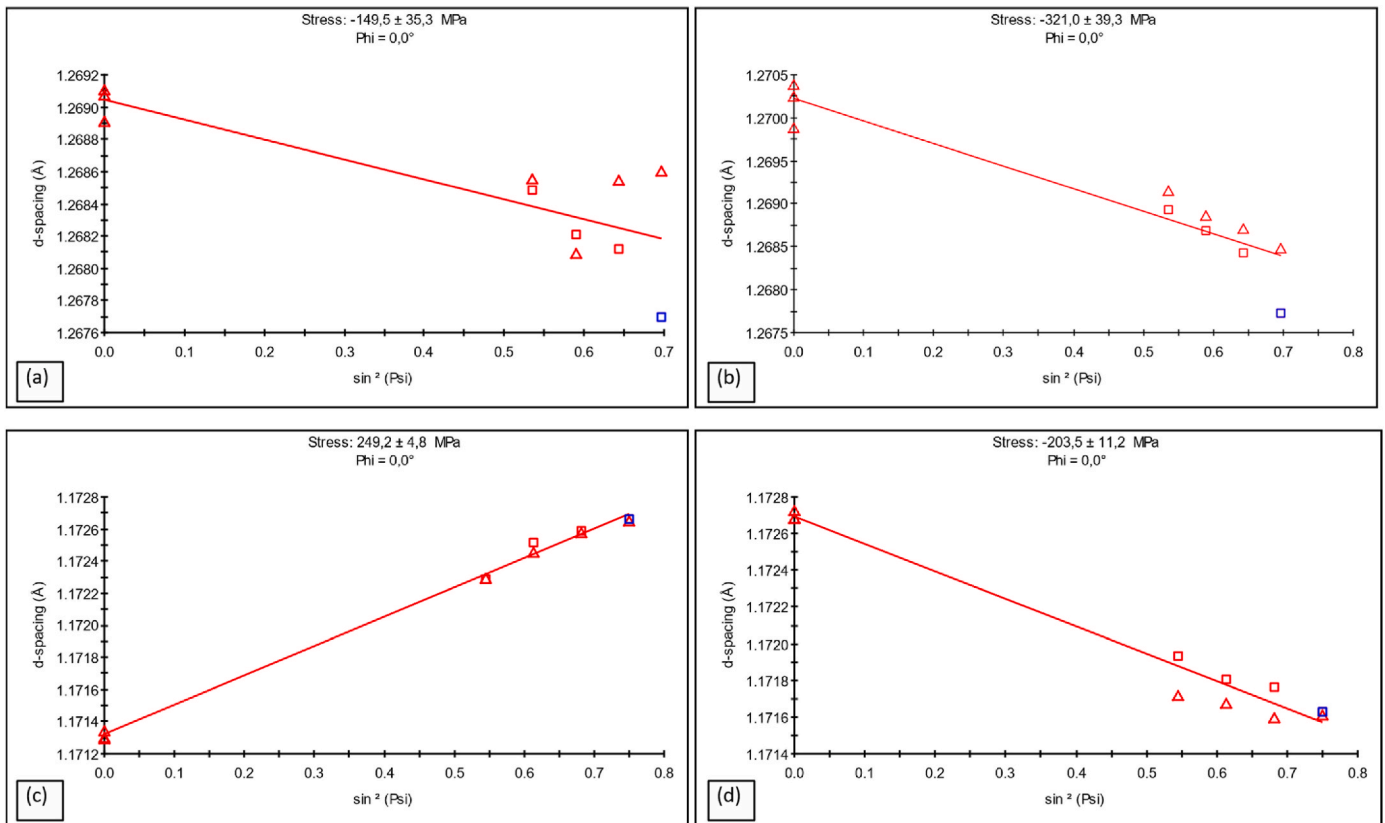 Stress: -149,5 ± 35,3 MPa
Phi = 0,0°
d-spacing (Å)
1.2692
1.2690
1.2688
1.2686
1.2684
1.2682
1.2680
1.2678
1.2676
0.0 0.1 0.2 0.3 0.4 0.5 0.6 0.7
sin ² (Psi)
(a)
Stress: -321,0 ± 39,3 MPa
Phi = 0,0°
d-spacing (Å)
1.2705
1.2700
1.2695
1.2690
1.2685
1.2680
1.2675
0.0 0.1 0.2 0.3 0.4 0.5 0.6 0.7 0.8
sin ² (Psi)
(b)
Stress: 249,2 ± 4,8 MPa
Phi = 0,0°
d-spacing (Å)
1.1728
1.1726
1.1724
1.1722
1.1720
1.1718
1.1716
1.1714
1.1712
0.0 0.1 0.2 0.3 0.4 0.5 0.6 0.7 0.8
sin ² (Psi)
(c)
Stress: -203,5 ± 11,2 MPa
Phi = 0,0°
d-spacing (Å)
1.1728
1.1726
1.1724
1.1722
1.1720
1.1718
1.1716
1.1714
0.0 0.1 0.2 0.3 0.4 0.5 0.6 0.7 0.8
sin ² (Psi)
(d)